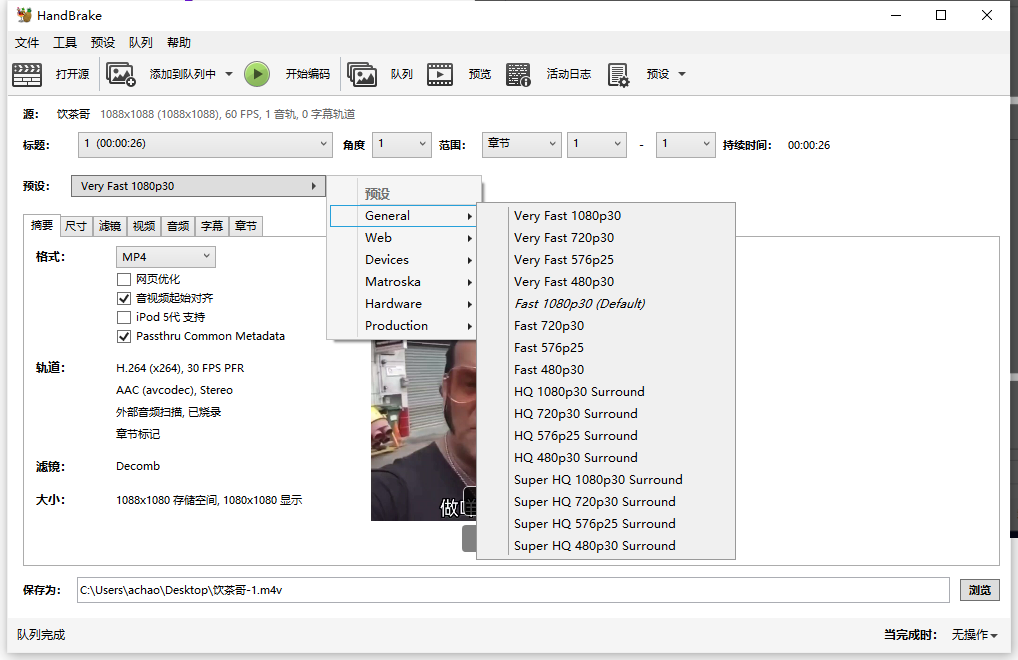 HandBrake
文件 工具 预设 队列 帮助
打开源 添加到队列中 开始编码 队列 预览 活动日志 预设
源: 饮茶哥 1088x1088 (1088x1088), 60 FPS, 1 音轨, 0 字幕轨道
标题: 1 (00:00:26) 角度 1 范围: 章节 1 - 1 持续时间: 00:00:26
预设: Very Fast 1080p30
预设
General
Web
Devices
Matroska
Hardware
Production
Very Fast 1080p30
Very Fast 720p30
Very Fast 576p25
Very Fast 480p30
Fast 1080p30 (Default)
Fast 720p30
Fast 576p25
Fast 480p30
HQ 1080p30 Surround
HQ 720p30 Surround
HQ 576p25 Surround
HQ 480p30 Surround
Super HQ 1080p30 Surround
Super HQ 720p30 Surround
Super HQ 576p25 Surround
Super HQ 480p30 Surround
摘要 尺寸 滤镜 视频 音频 字幕 章节
格式: MP4
网页优化
音视频起始对齐
iPod 5代 支持
Passthru Common Metadata
轨道: H.264 (x264), 30 FPS PFR
AAC (avcodec), Stereo
外部音频扫描, 已烧录
章节标记
滤镜: Decomb
大小: 1088x1080 存储空间, 1080x1080 显示
做
保存为: C:\Users\achao\Desktop\饮茶哥-1.m4v 浏览
队列完成 当完成时: 无操作